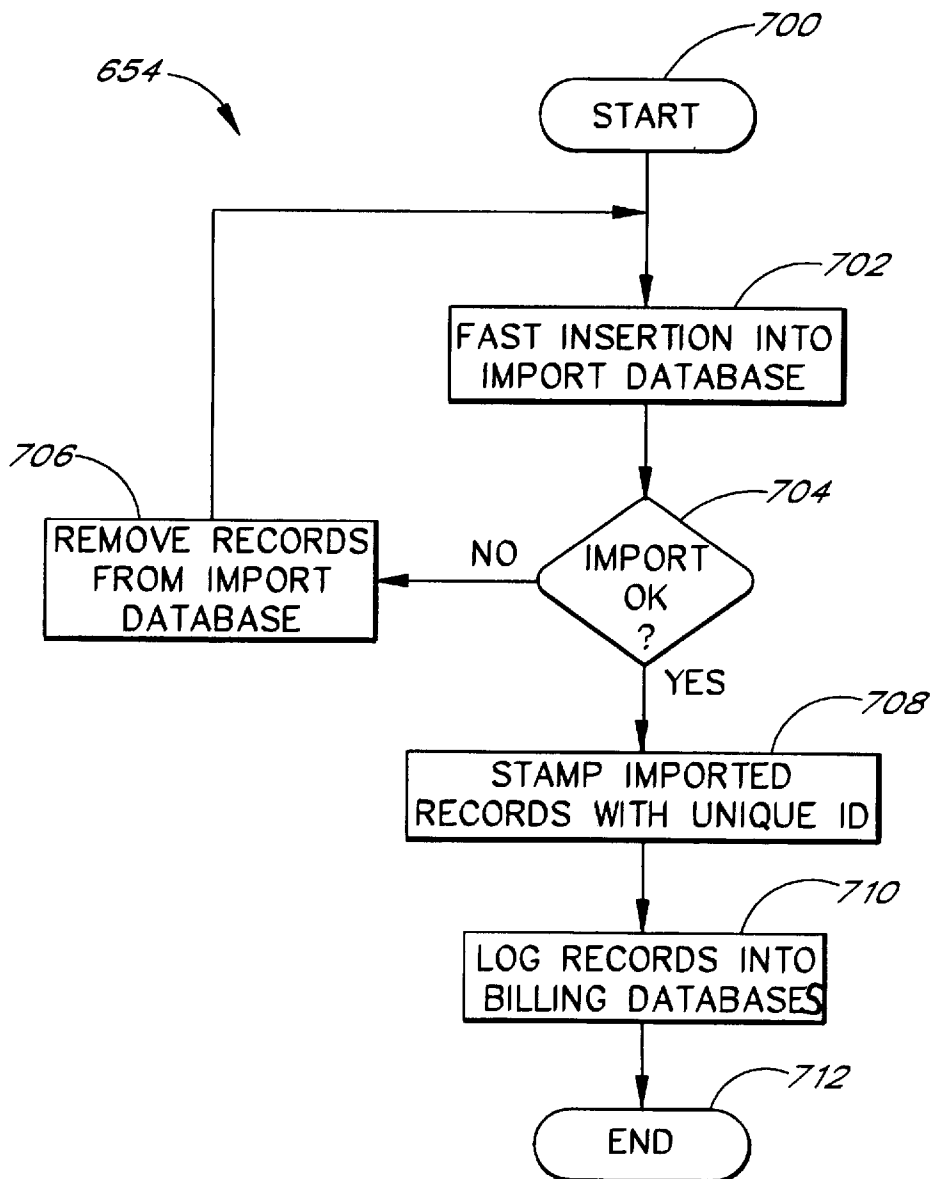 700
654
START
702
FAST INSERTION INTO
IMPORT DATABASE
706
704
REMOVE RECORDS
FROM IMPORT
DATABASE
NO
IMPORT
OK
?
YES
708
STAMP IMPORTED
RECORDS WITH UNIQUE ID
710
LOG RECORDS INTO
BILLING DATABASES
712
END